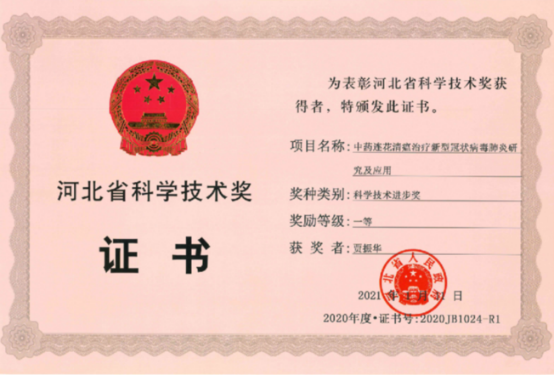 河北省科学技术奖
证书
为表彰河北省科学技术奖获
得者，特颁发此证书。
项目名称：中药连花清瘟治疗新型冠状病毒肺炎研
究及应用
奖种类别：科学技术进步奖
奖励等级：一等
获 奖 者：贾振华
河北省人民政府
2021 年 月 31 日
2020年度·证书号：2020JB1024-R1